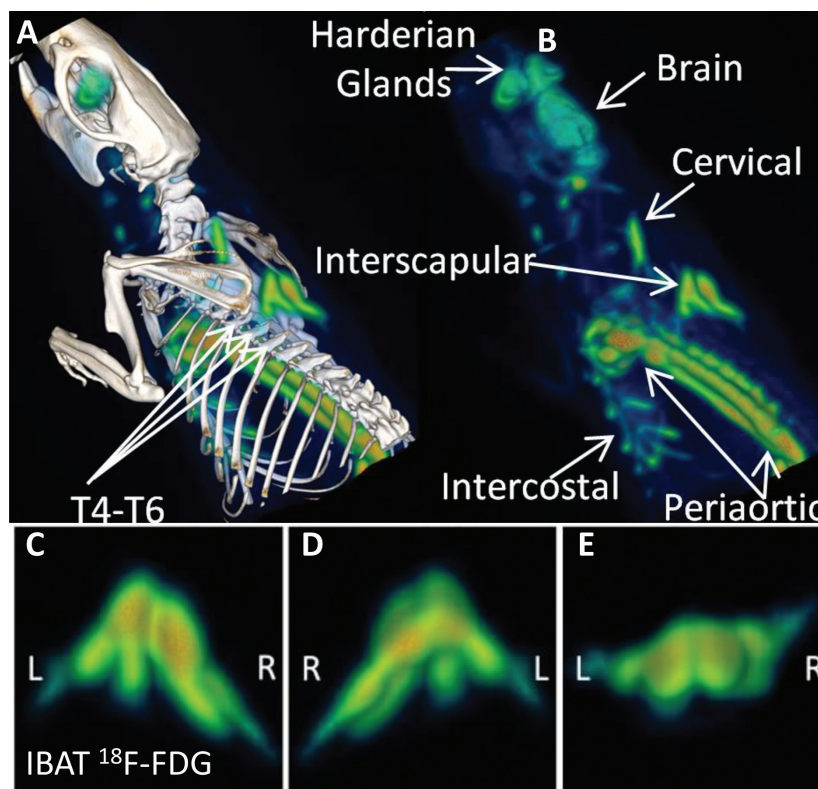 A
Harderian
Glands
B
Brain
Cervical
Interscapular
Intercostal
Periaortic
T4-T6
C
L
R
IBAT ¹⁸F-FDG
D
R
L
E
L
R